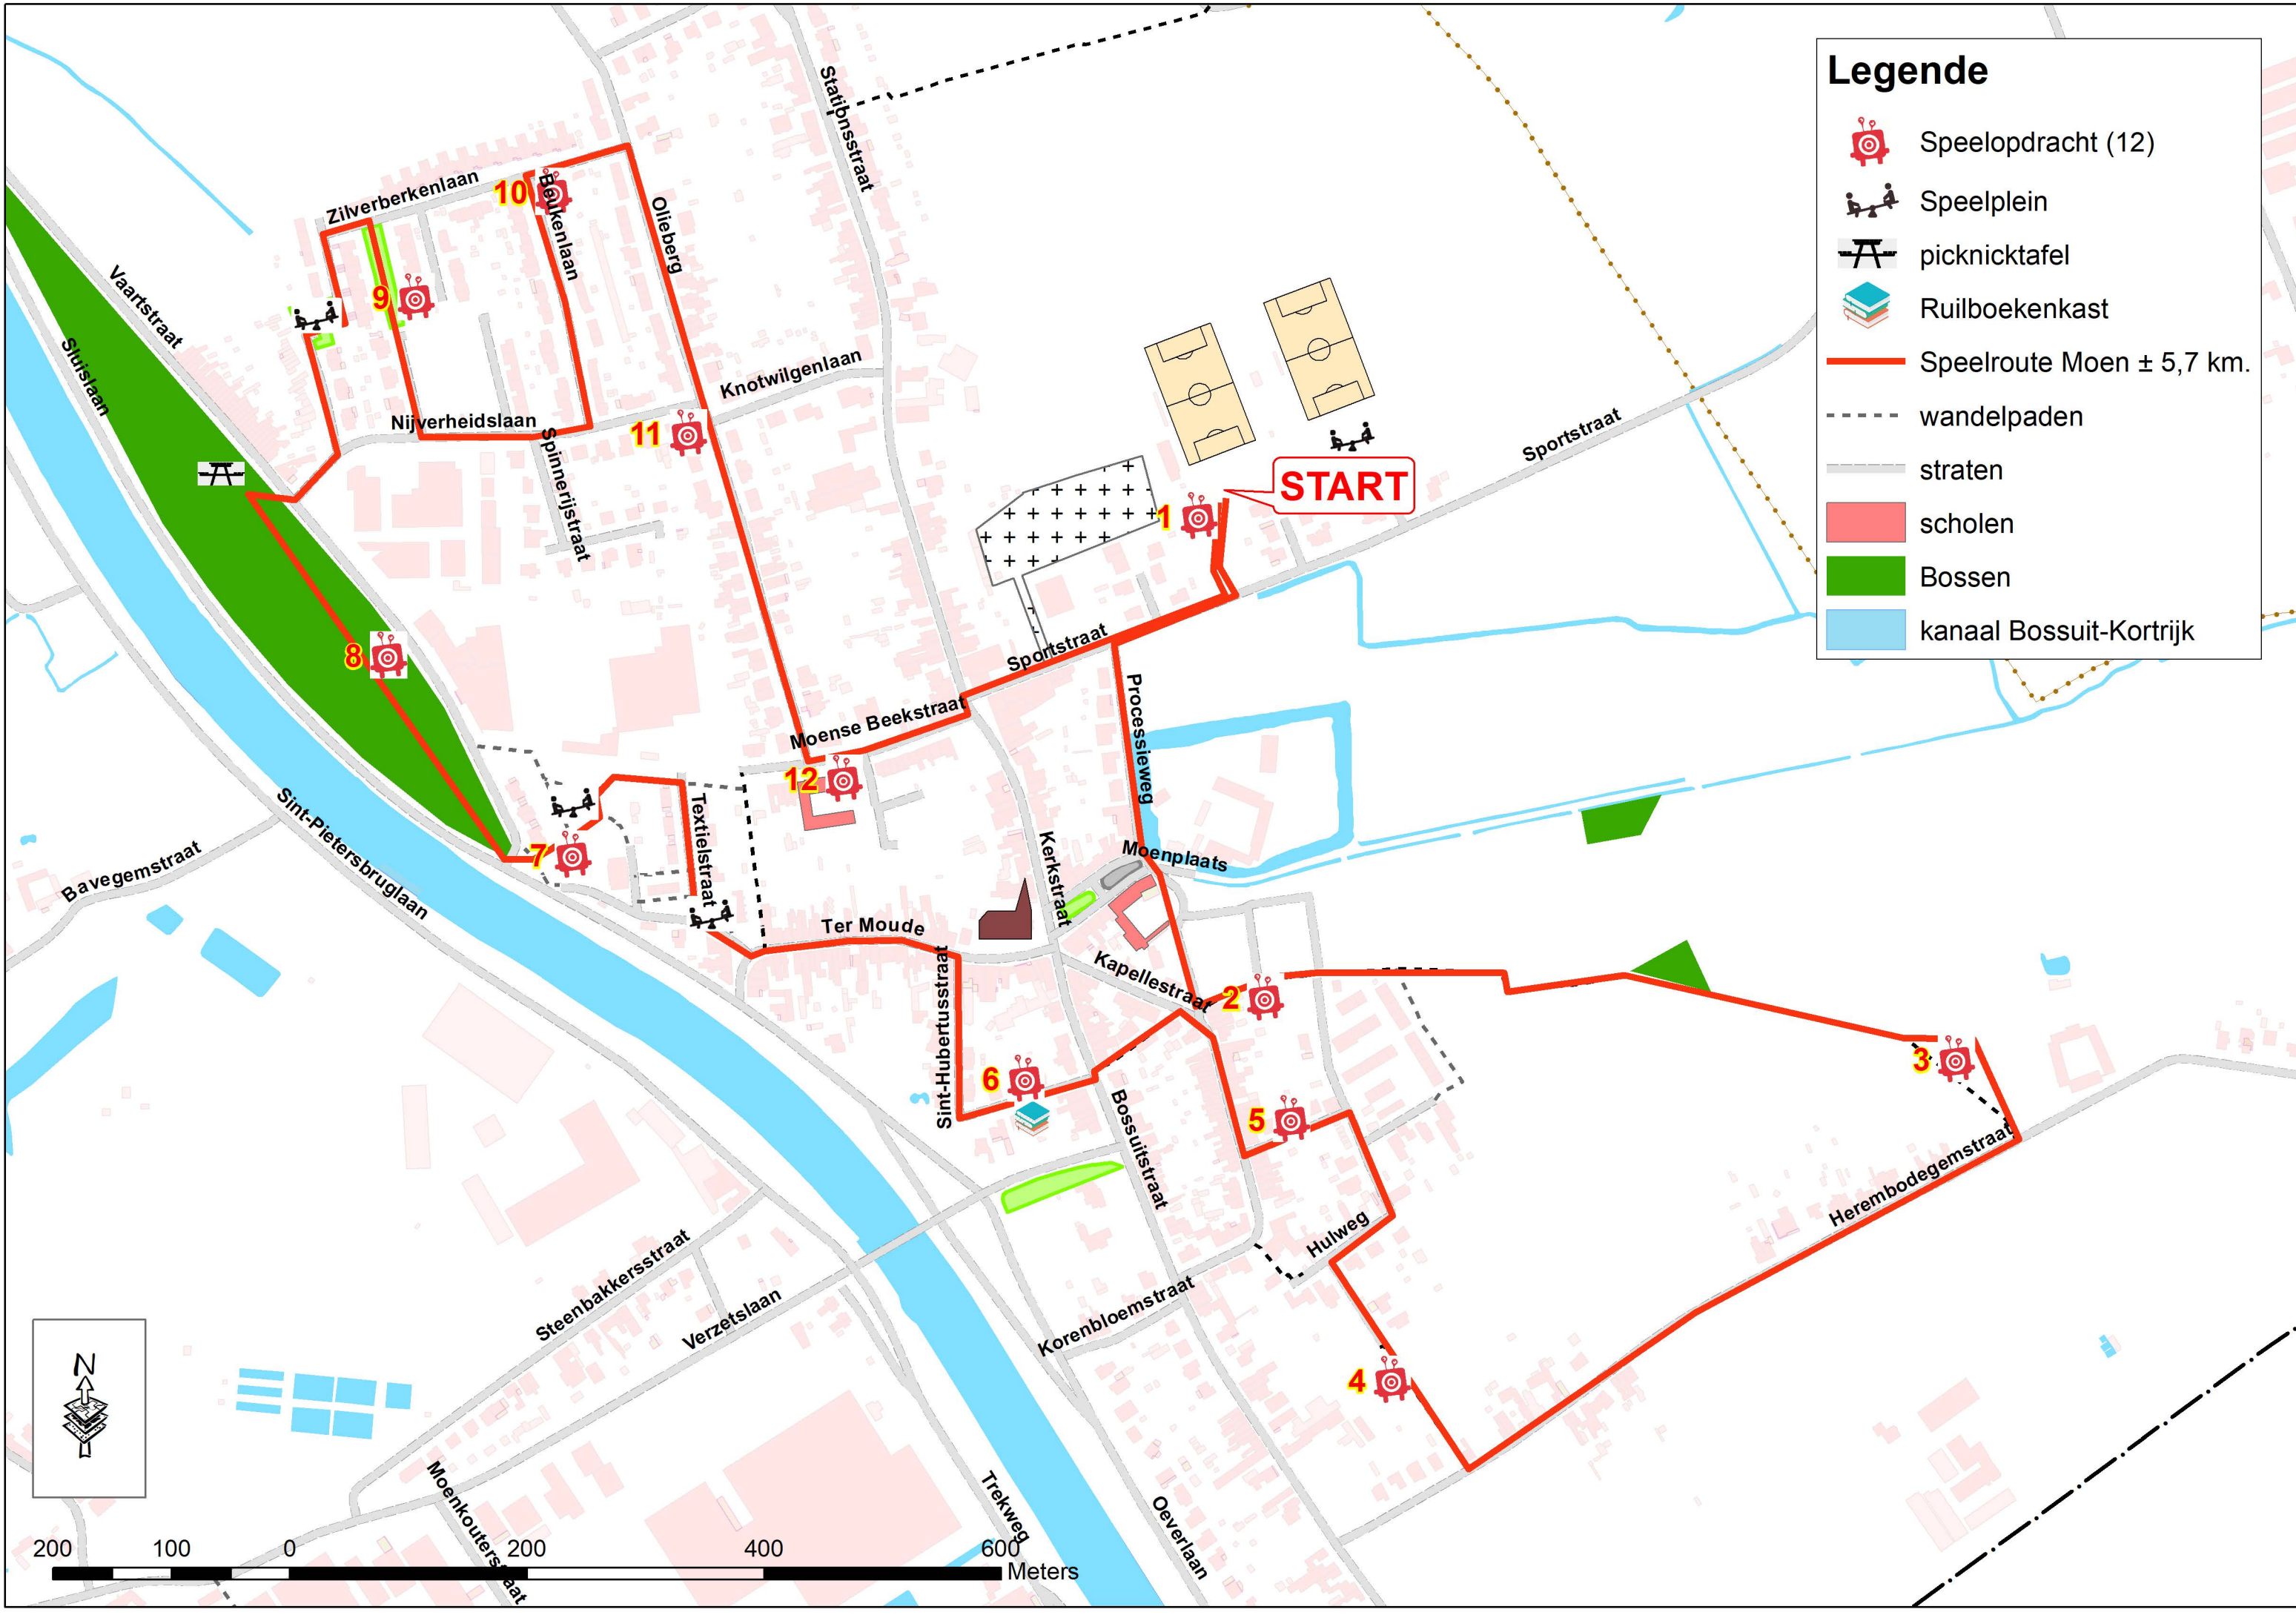 Legende
Speelopdracht (12)
Speelplein
picknicktafel
Ruilboekenkast
Speelroute Moen ± 5,7 km.
wandelpaden
straten
scholen
Bossen
kanaal Bossuit-Kortrijk
Stationsstraat
Zilverberkenlaan
10
Beukenlaan
Olieberg
Vaartstraat
9
Sluislaan
Knotwilgenlaan
Nijverheidslaan
11
Spinnerijstraat
Sportstraat
START
1
8
Sportstraat
Processieweg
Moense Beekstraat
12
Textielstraat
7
Sint-Pietersbruglaan
Bavegemstraat
Kerkstraat
Moenplaats
Ter Moude
Sint-Hubertusstraat
Kapellestraat
2
3
6
5
Bossuitstraat
Herembodegemstraat
Hulweg
Steenbakkersstraat
Verzetslaan
Korenbloemstraat
4
N
Moenkouterstraat
Trekweg
Oeverlaan
200 100 0 200 400 600
Meters